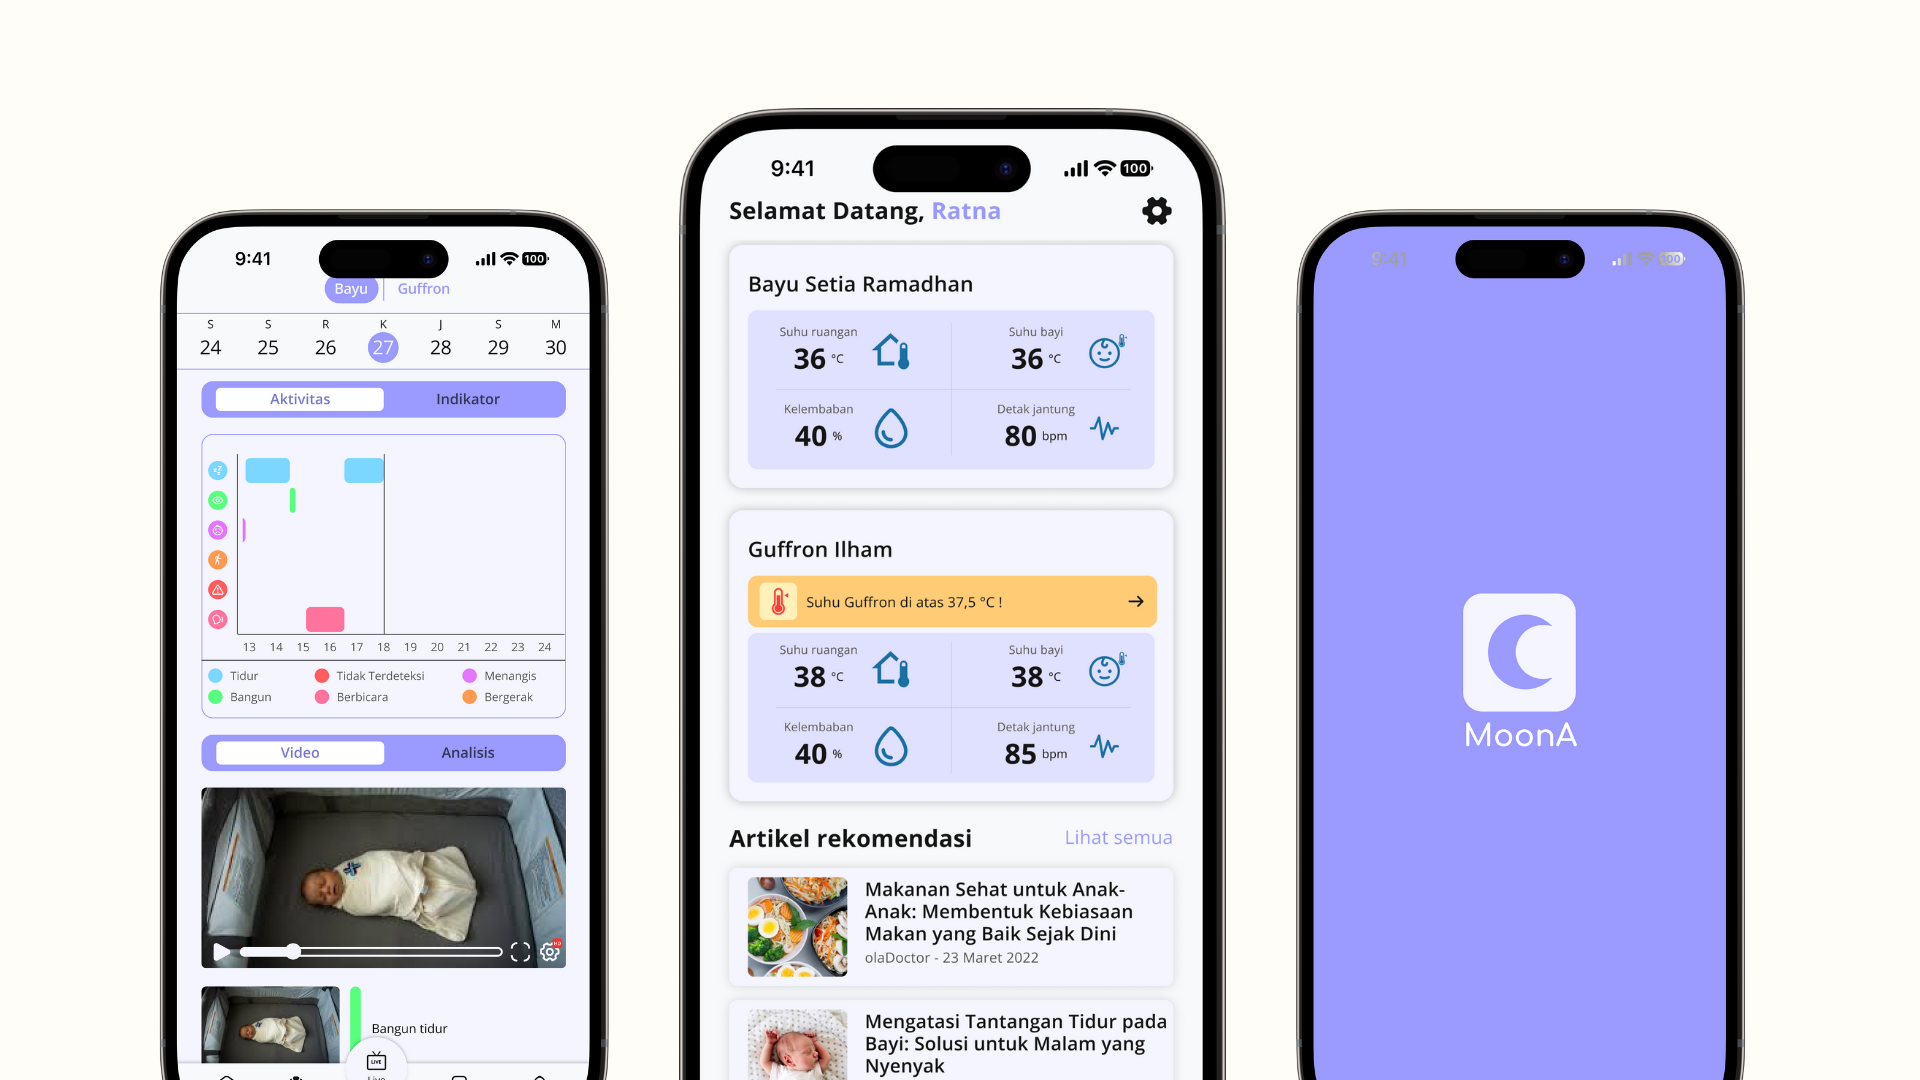 9:41
100
Bayu
Guffron
S S R K J S M
24 25 26 27 28 29 30
Aktivitas
Indikator
13 14 15 16 17 18 19 20 21 22 23 24
Tidur
Tidak Terdeteksi
Menangis
Bangun
Berbicara
Bergerak
Video
Analisis
HD
Bangun tidur
LIVE
Live
9:41
100
Selamat Datang, Ratna
Bayu Setia Ramadhan
Suhu ruangan
36 °C
Suhu bayi
36 °C
Kelembaban
40 %
Detak jantung
80 bpm
Guffron Ilham
Suhu Guffron di atas 37,5 °C !
Suhu ruangan
38 °C
Suhu bayi
38 °C
Kelembaban
40 %
Detak jantung
85 bpm
Artikel rekomendasi
Lihat semua
Makanan Sehat untuk Anak-
Anak: Membentuk Kebiasaan
Makan yang Baik Sejak Dini
olaDoctor - 23 Maret 2022
Mengatasi Tantangan Tidur pada
Bayi: Solusi untuk Malam yang
Nyenyak
9:41
100
MoonA